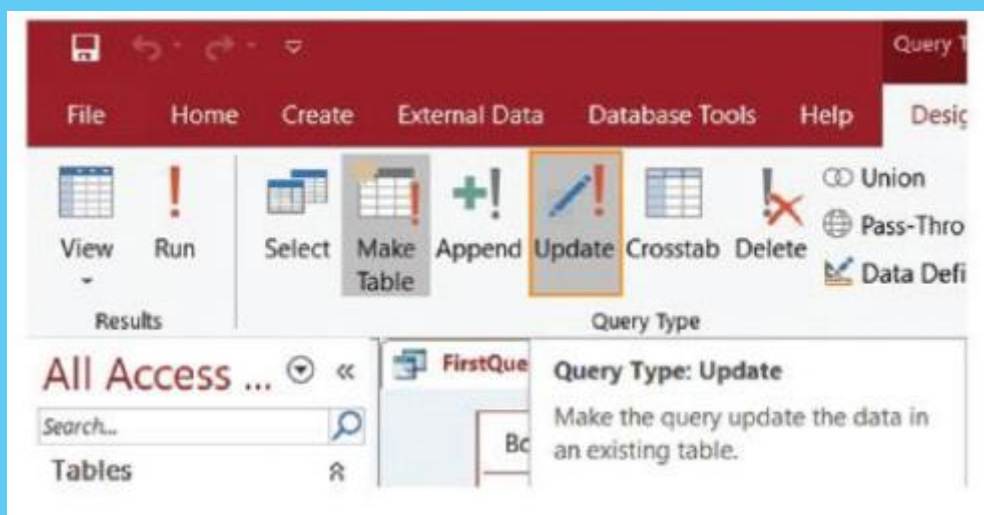 Query T
File Home Create External Data Database Tools Help Desig
View Run Select Make Table Append Update Crosstab Delete
Union
Pass-Thro
Data Defi
Results Query Type
All Access ... «
FirstQue
Search...
Tables
Bo
Query Type: Update
Make the query update the data in
an existing table.